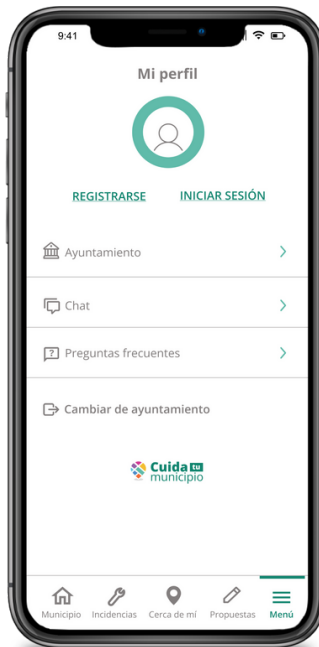 9:41
Mi perfil
REGISTRARSE INICIAR SESIÓN
Ayuntamiento
Chat
?
Preguntas frecuentes
Cambiar de ayuntamiento
Cuida tu
municipio
Municipio Incidencias Cerca de mí Propuestas Menú